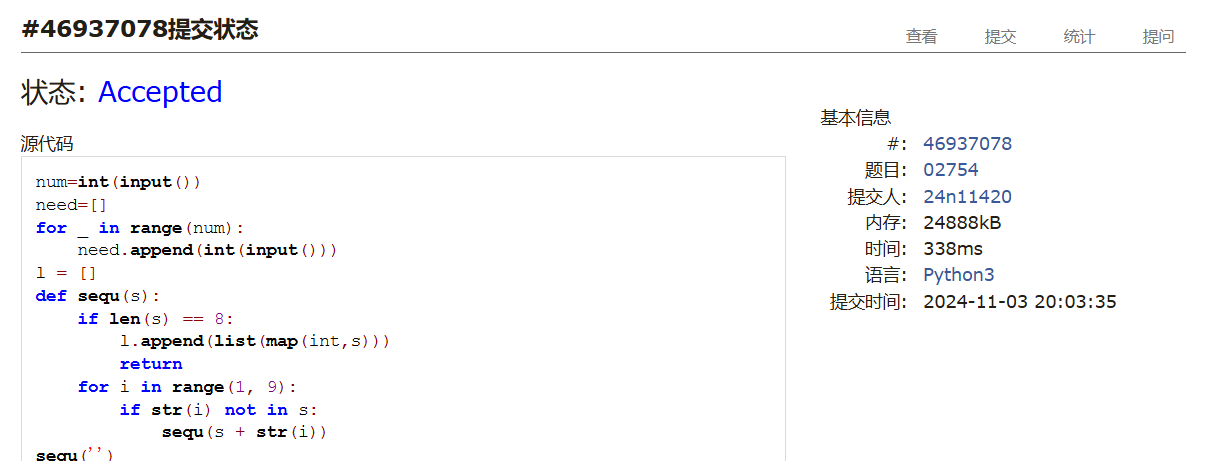 #46937078提交状态
查看 提交 统计 提问
状态: Accepted
源代码
num=int(input())
need=[]
for _ in range(num):
    need.append(int(input()))
l = []
def sequ(s):
    if len(s) == 8:
        l.append(list(map(int,s)))
        return
    for i in range(1, 9):
        if str(i) not in s:
            sequ(s + str(i))
sequ('')
基本信息
#: 46937078
题目: 02754
提交人: 24n11420
内存: 24888kB
时间: 338ms
语言: Python3
提交时间: 2024-11-03 20:03:35